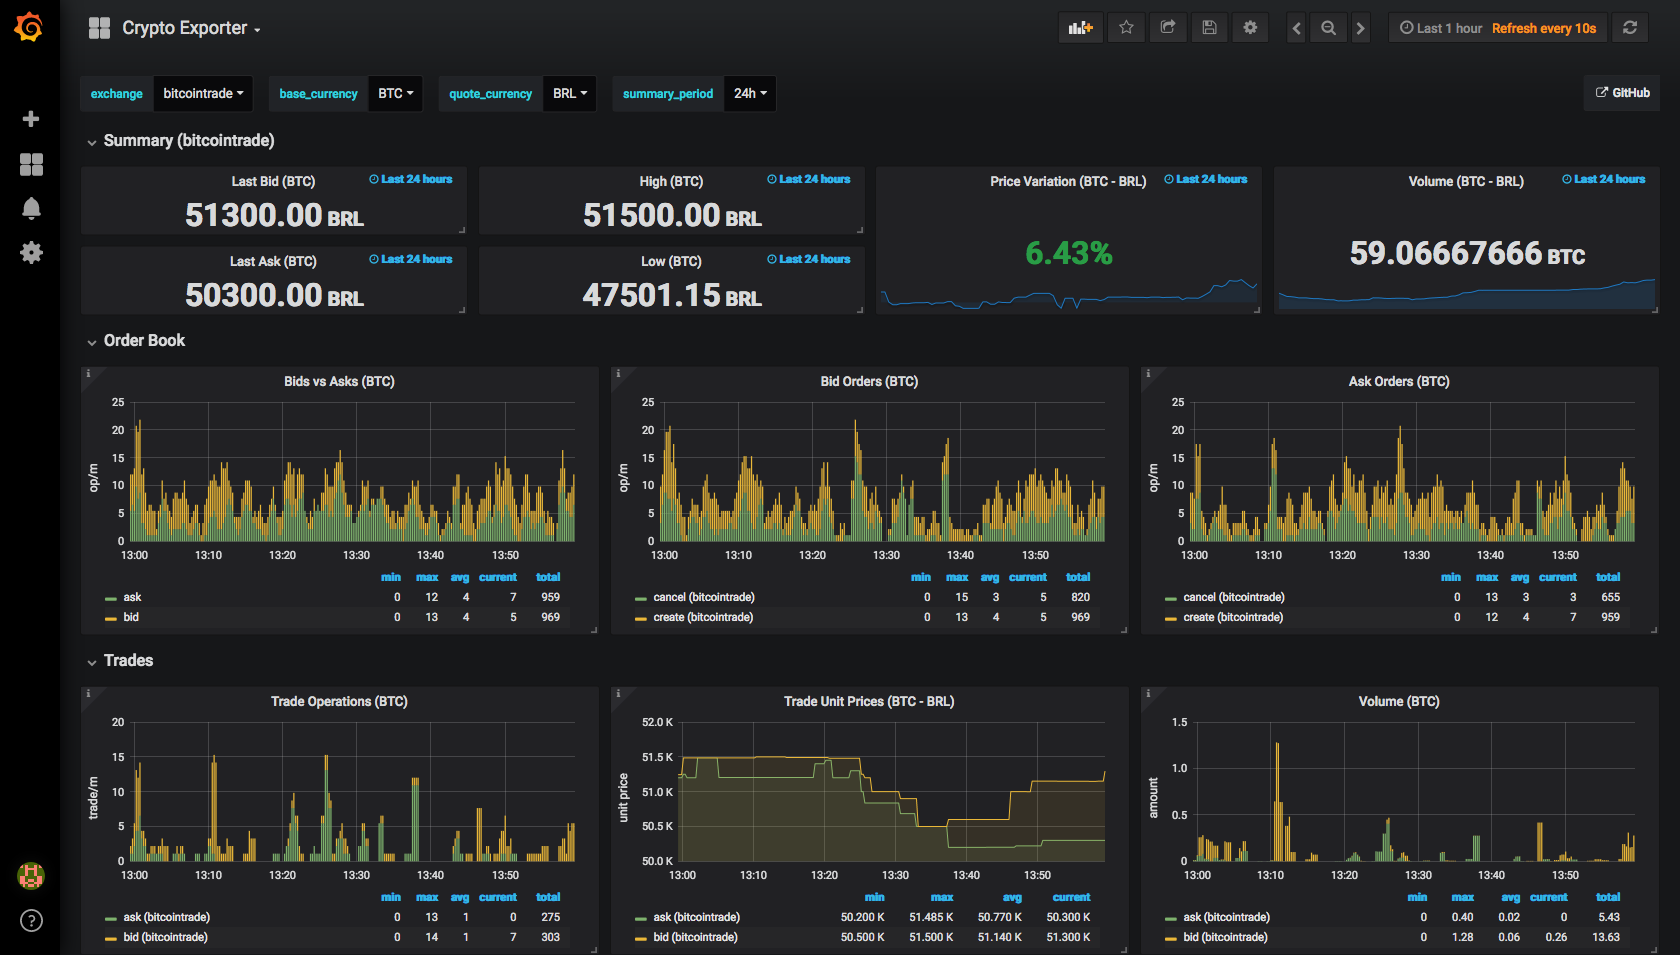 Crypto Exporter
Last 1 hour Refresh every 10s
exchange bitcointrade base_currency BTC quote_currency BRL summary_period 24h GitHub
Summary (bitcointrade)
Last Bid (BTC) Last 24 hours
51300.00 BRL
High (BTC) Last 24 hours
51500.00 BRL
Price Variation (BTC - BRL) Last 24 hours
6.43%
Volume (BTC - BRL) Last 24 hours
59.06667666 BTC
Last Ask (BTC) Last 24 hours
50300.00 BRL
Low (BTC) Last 24 hours
47501.15 BRL
Order Book
Bids vs Asks (BTC)
25
20
15
10
5
0
op/m
13:00 13:10 13:20 13:30 13:40 13:50
min max avg current total
ask 0 12 4 7 959
bid 0 13 4 5 969
Bid Orders (BTC)
25
20
15
10
5
0
op/m
13:00 13:10 13:20 13:30 13:40 13:50
min max avg current total
cancel (bitcointrade) 0 15 3 5 820
create (bitcointrade) 0 13 4 5 969
Ask Orders (BTC)
25
20
15
10
5
0
op/m
13:00 13:10 13:20 13:30 13:40 13:50
min max avg current total
cancel (bitcointrade) 0 13 3 3 655
create (bitcointrade) 0 12 4 7 959
Trades
Trade Operations (BTC)
20
15
10
5
0
trade/m
13:00 13:10 13:20 13:30 13:40 13:50
min max avg current total
ask (bitcointrade) 0 13 1 0 275
bid (bitcointrade) 0 14 1 7 303
Trade Unit Prices (BTC - BRL)
52.0 K
51.5 K
51.0 K
50.5 K
50.0 K
unit price
13:00 13:10 13:20 13:30 13:40 13:50
min max avg current
ask (bitcointrade) 50.200 K 51.485 K 50.770 K 50.300 K
bid (bitcointrade) 50.500 K 51.500 K 51.140 K 51.300 K
Volume (BTC)
1.5
1.0
0.5
0
amount
13:00 13:10 13:20 13:30 13:40 13:50
min max avg current total
ask (bitcointrade) 0 0.40 0.02 0 5.43
bid (bitcointrade) 0 1.28 0.06 0.26 13.63